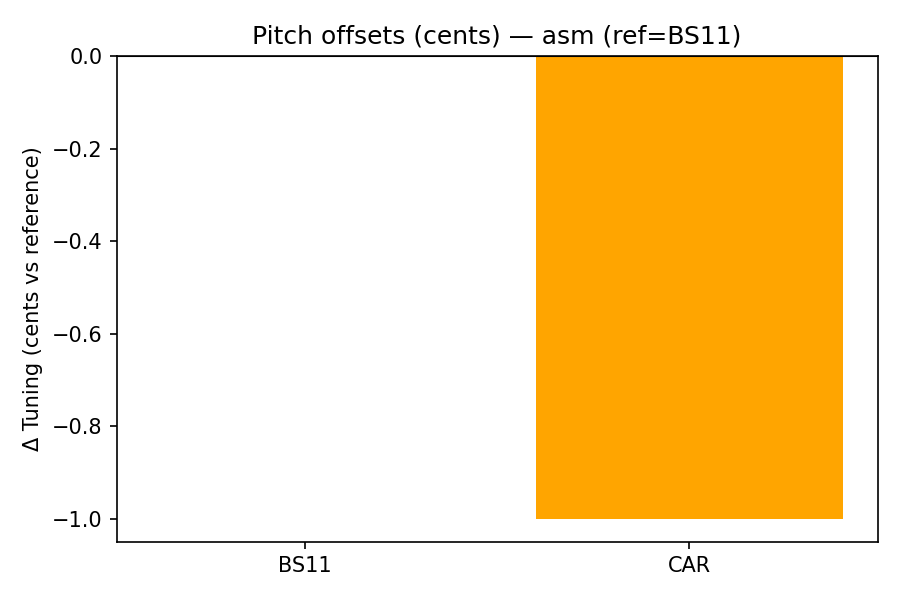 Pitch offsets (cents) — asm (ref=BS11)
Δ Tuning (cents vs reference)
0.0
−0.2
−0.4
−0.6
−0.8
−1.0
BS11
CAR